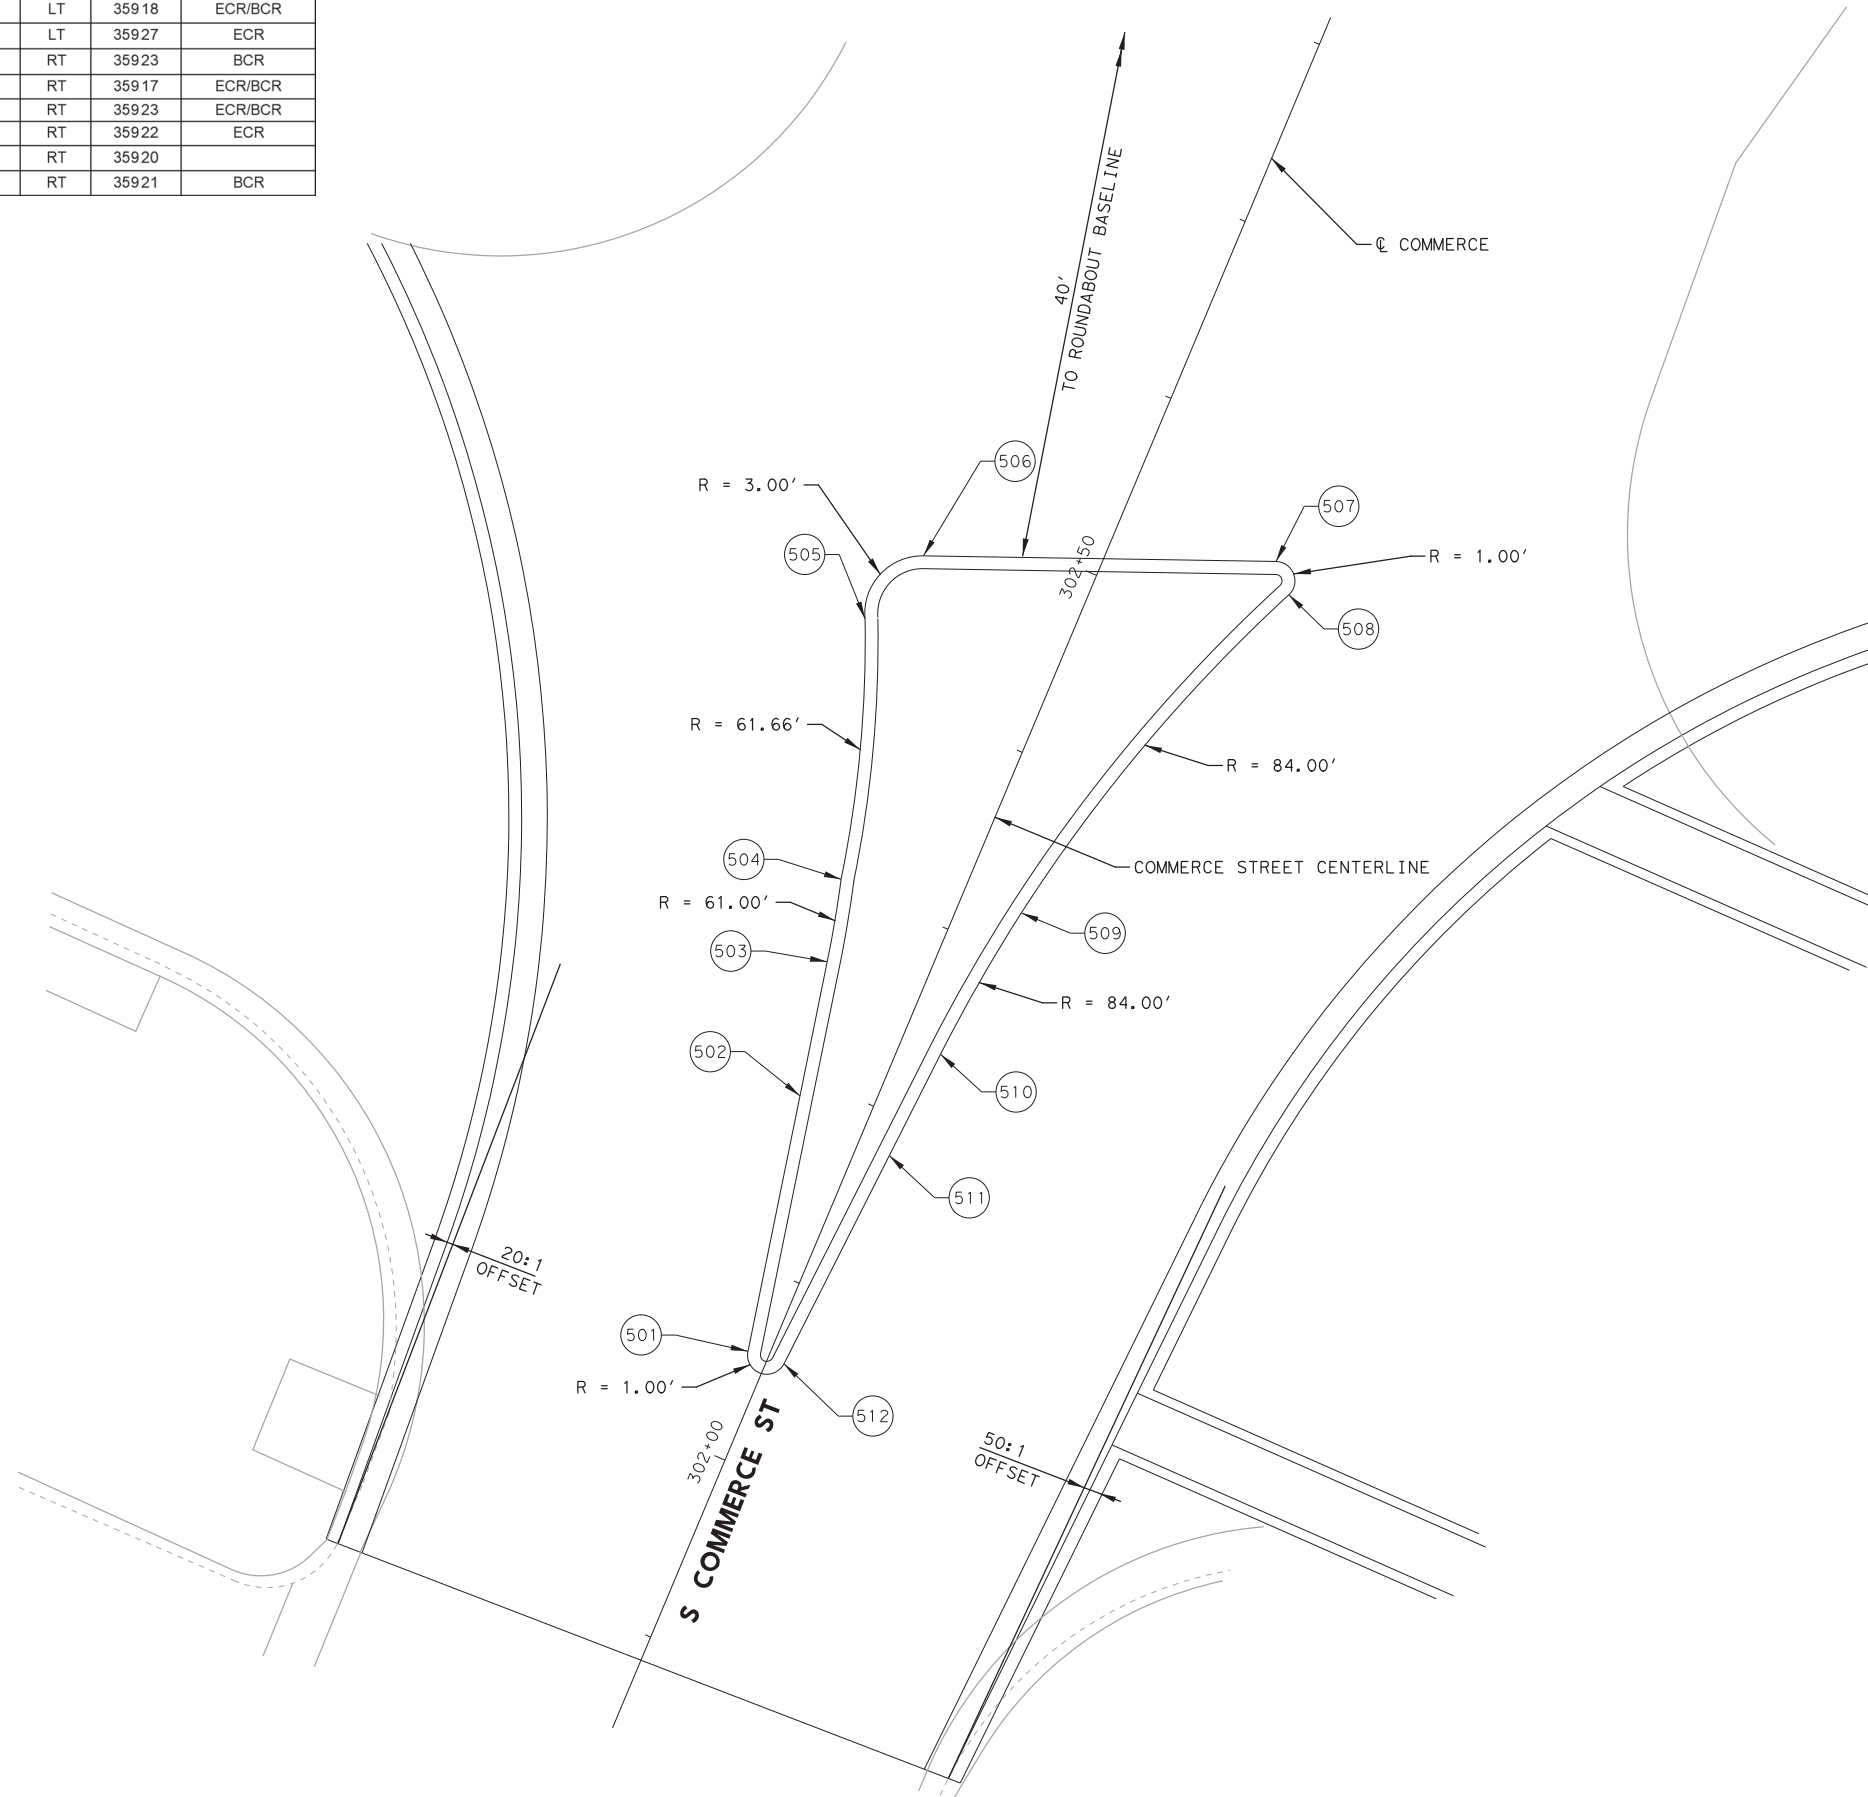 LT 35918 ECR/BCR
LT 35927 ECR
RT 35923 BCR
RT 35917 ECR/BCR
RT 35923 ECR/BCR
RT 35922 ECR
RT 35920
RT 35921 BCR
40'
TO ROUNDABOUT BASELINE
℄ COMMERCE
506
R = 3.00'
507
505
302+50
R = 1.00'
508
R = 61.66'
R = 84.00'
504
COMMERCE STREET CENTERLINE
R = 61.00'
509
503
R = 84.00'
502
510
511
20:1
OFFSET
501
R = 1.00'
512
302+00
S COMMERCE ST
50:1
OFFSET